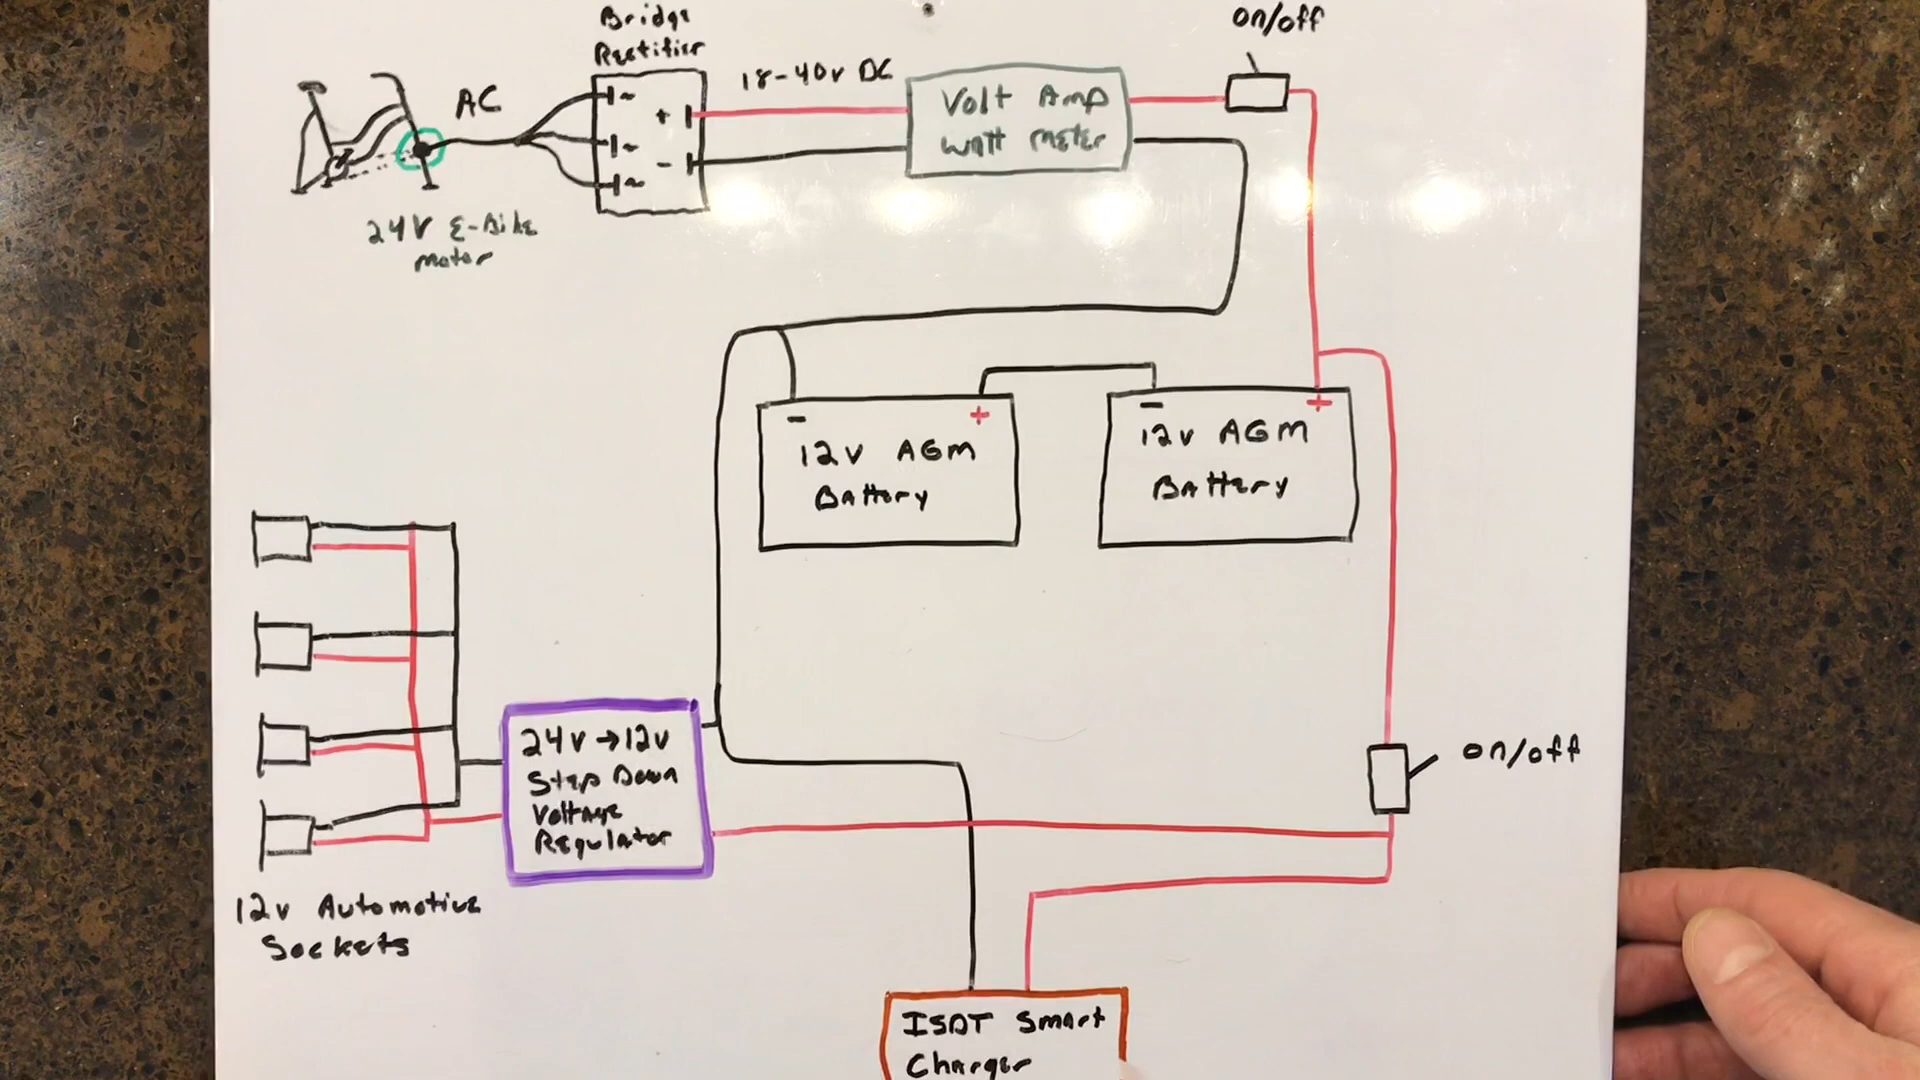 Bridge
Rectifier
on/off
AC
18-40v DC
Volt Amp
watt meter
~
+
~
-
~
24V E-Bike
motor
- +
12v AGM
Battery
- +
12v AGM
Battery
24v→12v
Step Down
Voltage
Regulator
on/off
12v Automotive
Sockets
ISDT Smart
Charger